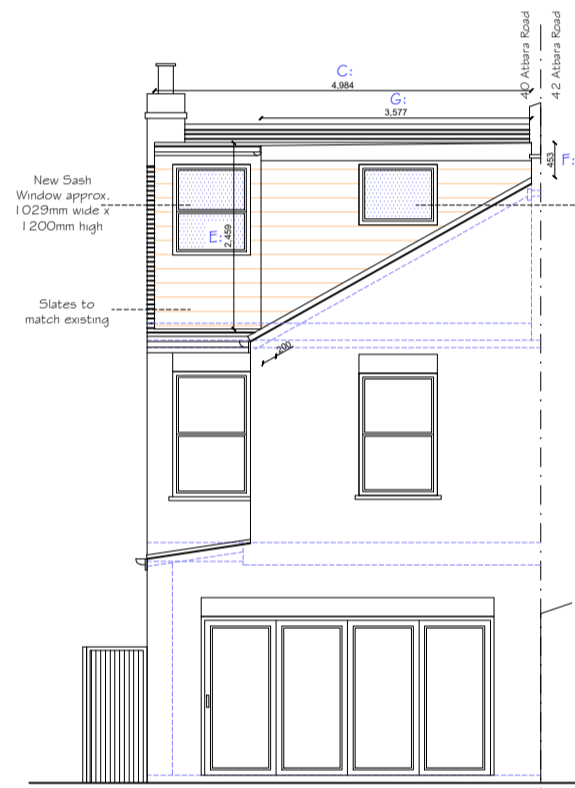 40 Atbara Road
42 Atbara Road
C:
4,984
G:
3,577
453
F:
New Sash
Window approx.
1029mm wide x
1200mm high
E:
2,459
Slates to
match existing
200